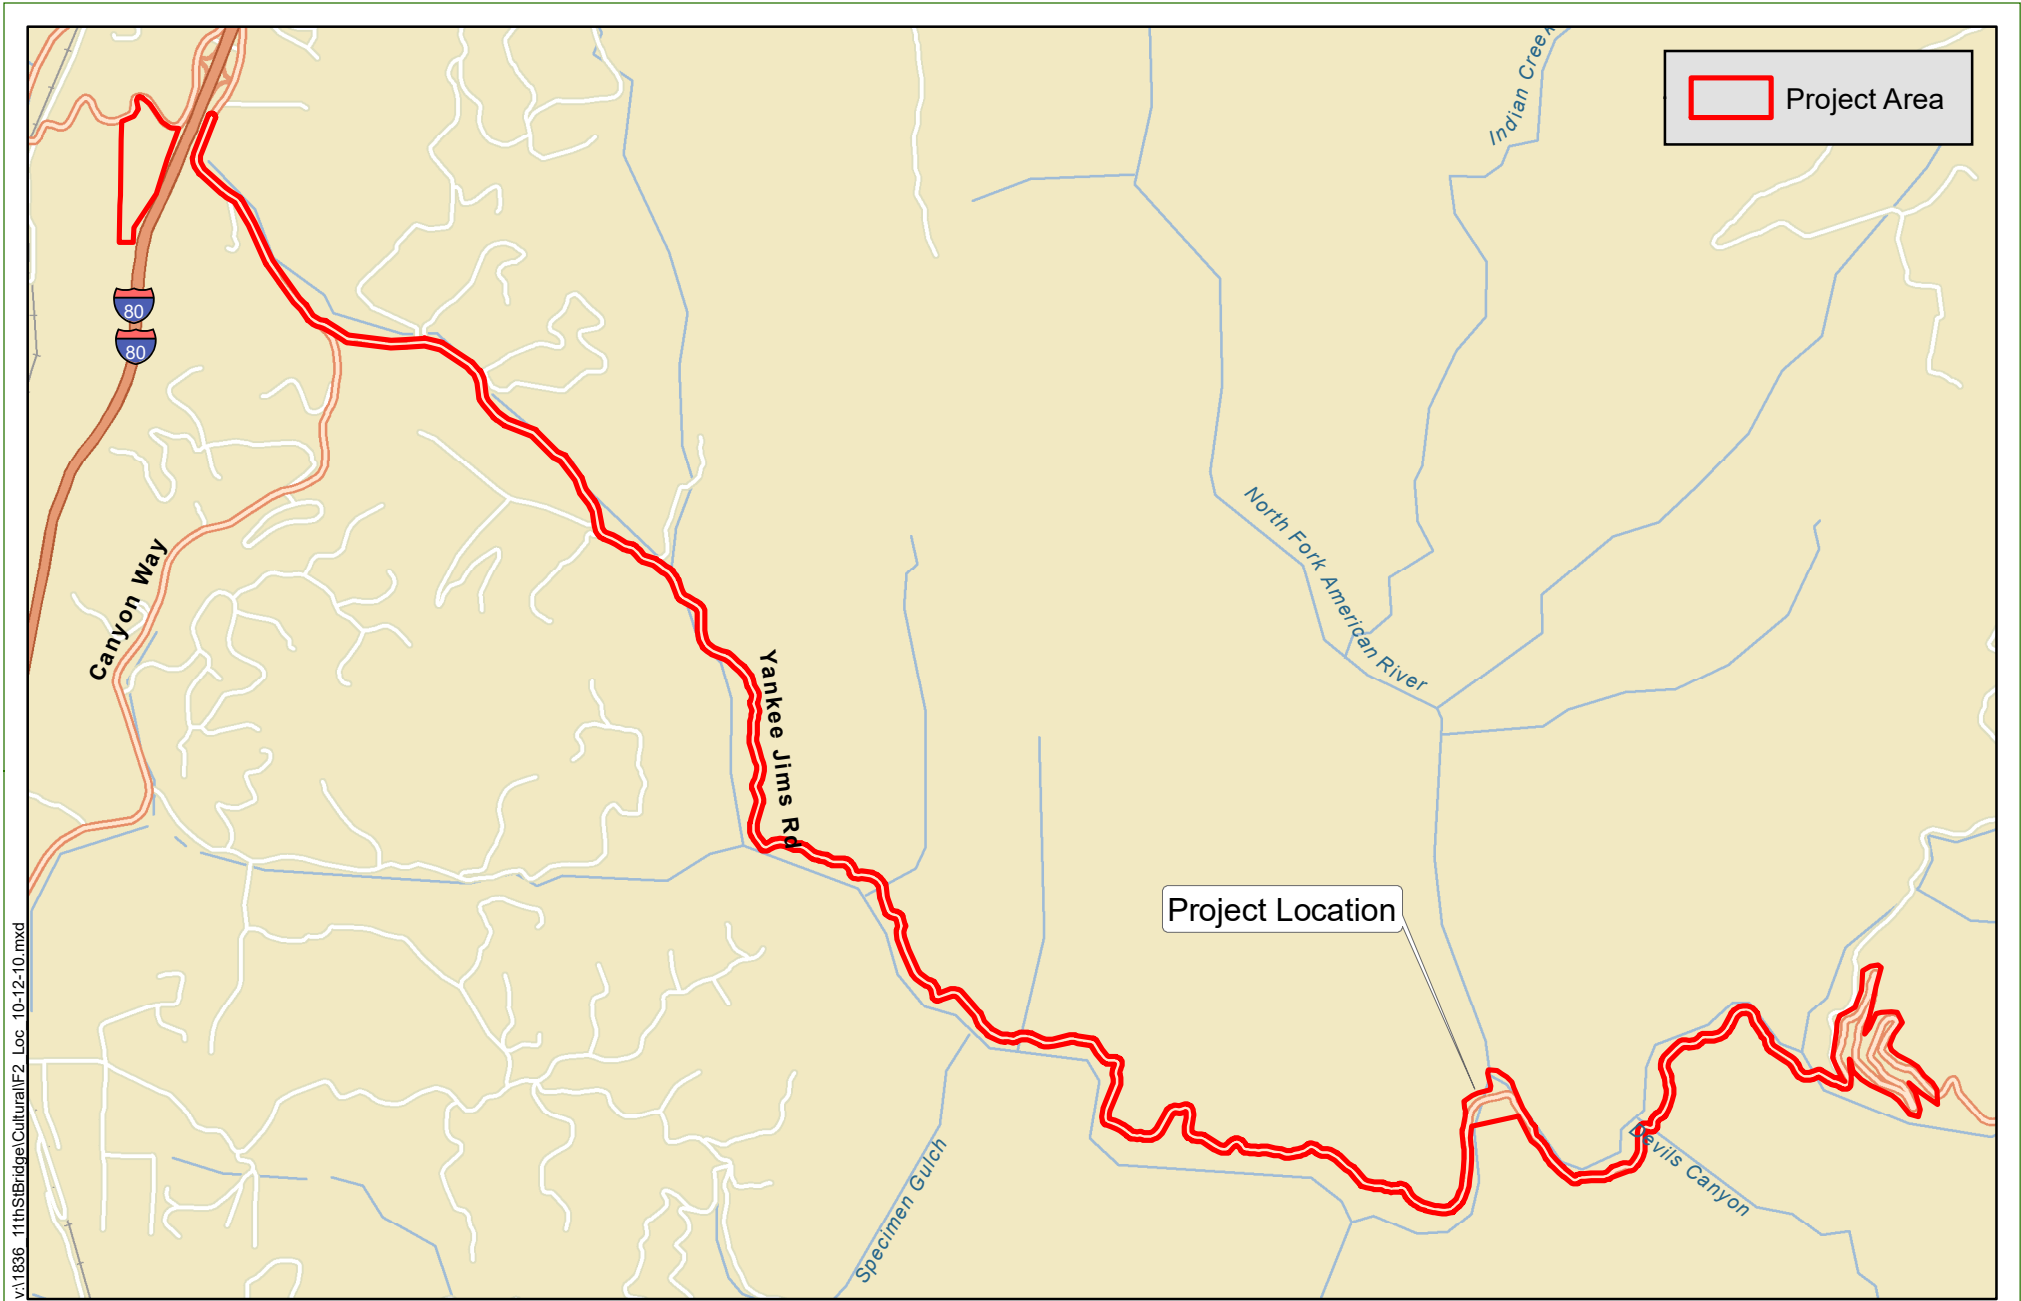 Indian Creek
Project Area
80
80
North Fork American River
Canyon Way
Yankee Jims Rd
Project Location
Devils Canyon
Specimen Gulch
v:\1836_11thStBridge\Cultural\F2_Loc_10-12-10.mxd